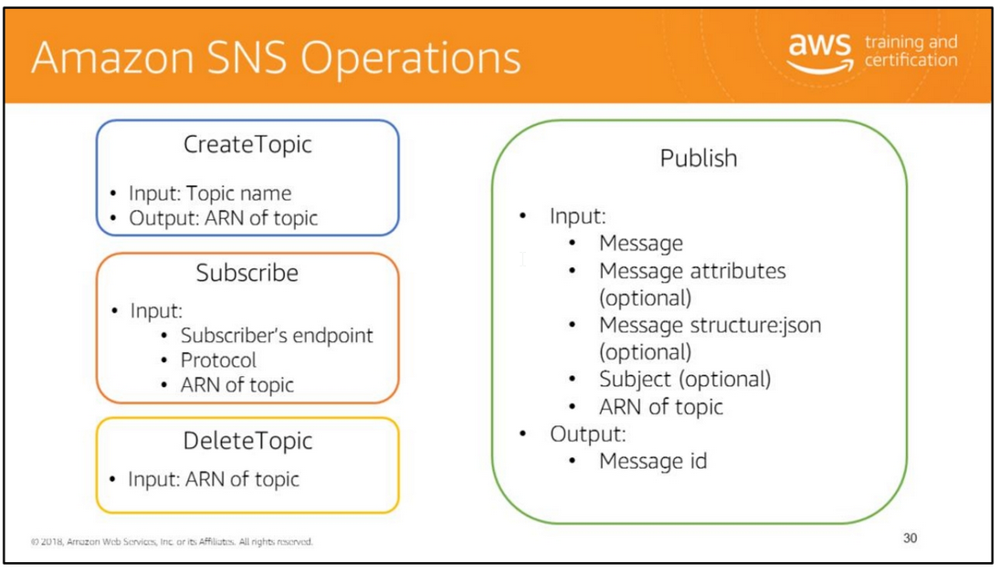 Amazon SNS Operations
aws training and
certification
CreateTopic
• Input: Topic name
• Output: ARN of topic
Subscribe
• Input:
• Subscriber's endpoint
• Protocol
• ARN of topic
DeleteTopic
• Input: ARN of topic
Publish
• Input:
• Message
• Message attributes
(optional)
• Message structure:json
(optional)
• Subject (optional)
• ARN of topic
• Output:
• Message id
© 2018, Amazon Web Services, Inc. or its Affiliates. All rights reserved.
30